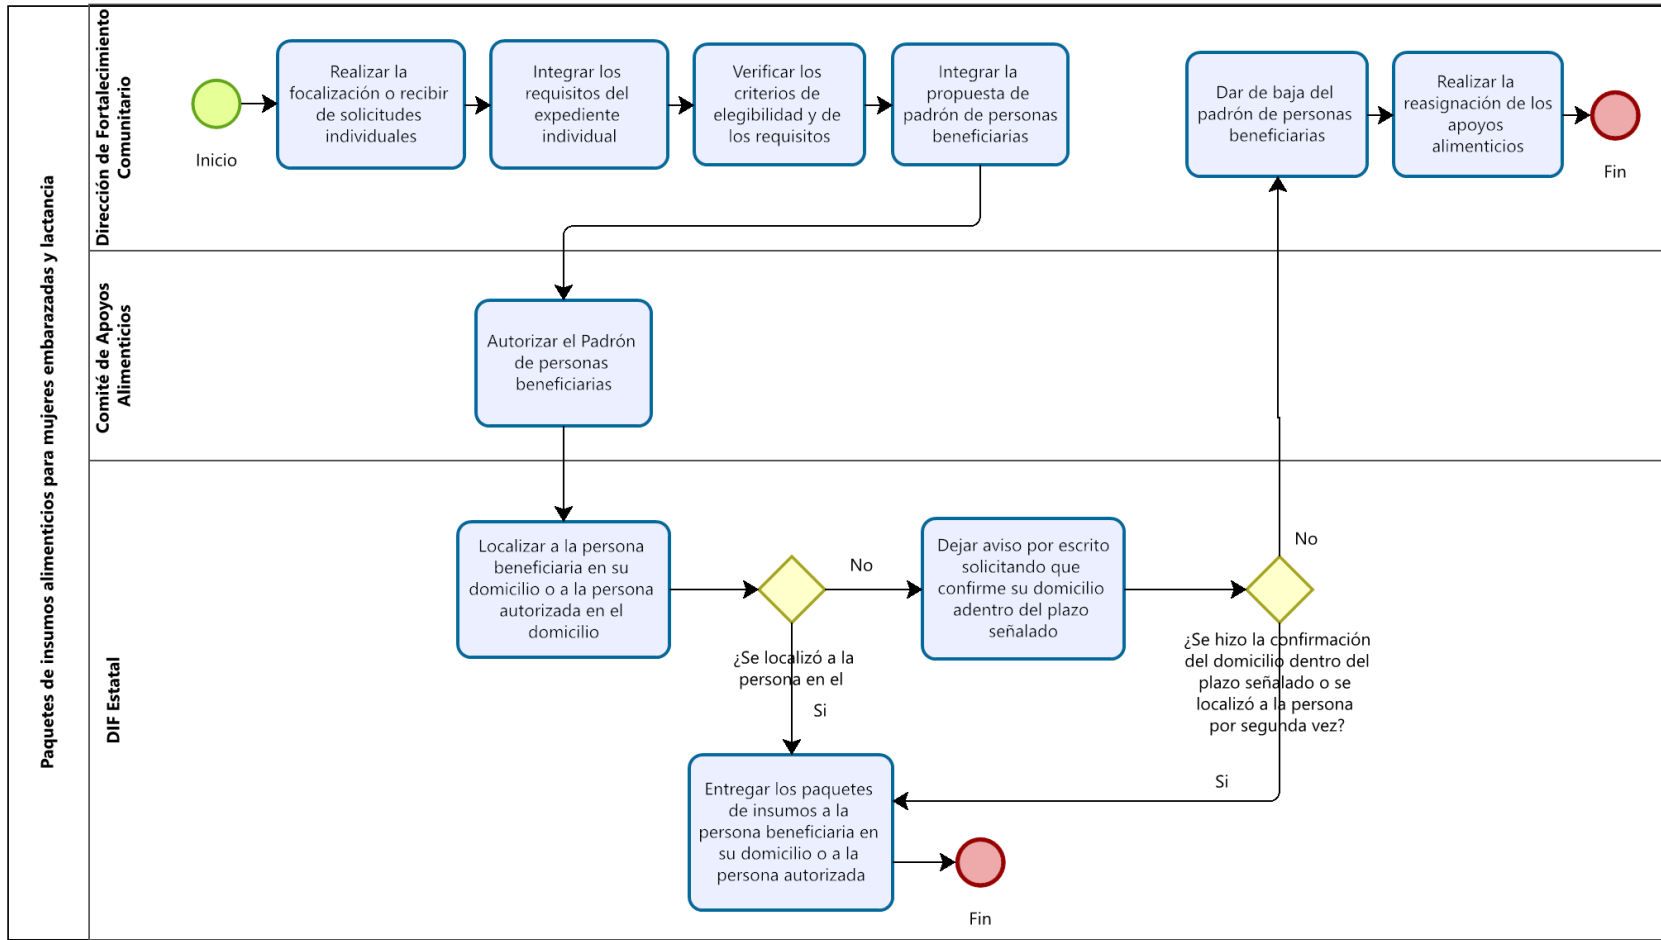 Paquetes de insumos alimenticios para mujeres embarazadas y lactancia
Dirección de Fortalecimiento
Comunitario
Inicio
Realizar la
focalización o recibir
de solicitudes
individuales
Integrar los
requisitos del
expediente
individual
Verificar los
criterios de
elegibilidad y de
los requisitos
Integrar la
propuesta de
padrón de personas
beneficiarias
Dar de baja del
padrón de personas
beneficiarias
Realizar la
reasignación de los
apoyos
alimenticios
Fin
Comité de Apoyos
Alimenticios
Autorizar el Padrón
de personas
beneficiarias
DIF Estatal
Localizar a la persona
beneficiaria en su
domicilio o a la persona
autorizada en el
domicilio
¿Se localizó a la
persona en el
No
Si
Dejar aviso por escrito
solicitando que
confirme su domicilio
adentro del plazo
señalado
No
¿Se hizo la confirmación
del domicilio dentro del
plazo señalado o se
localizó a la persona
por segunda vez?
Si
Entregar los paquetes
de insumos a la
persona beneficiaria en
su domicilio o a la
persona autorizada
Fin